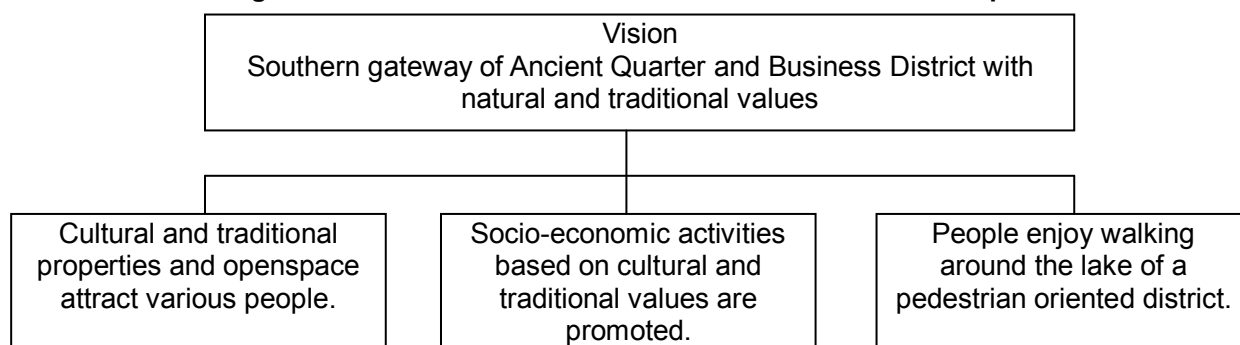 Vision
Southern gateway of Ancient Quarter and Business District with
natural and traditional values
Cultural and traditional
properties and openspace
attract various people.
Socio-economic activities
based on cultural and
traditional values are
promoted.
People enjoy walking
around the lake of a
pedestrian oriented district.